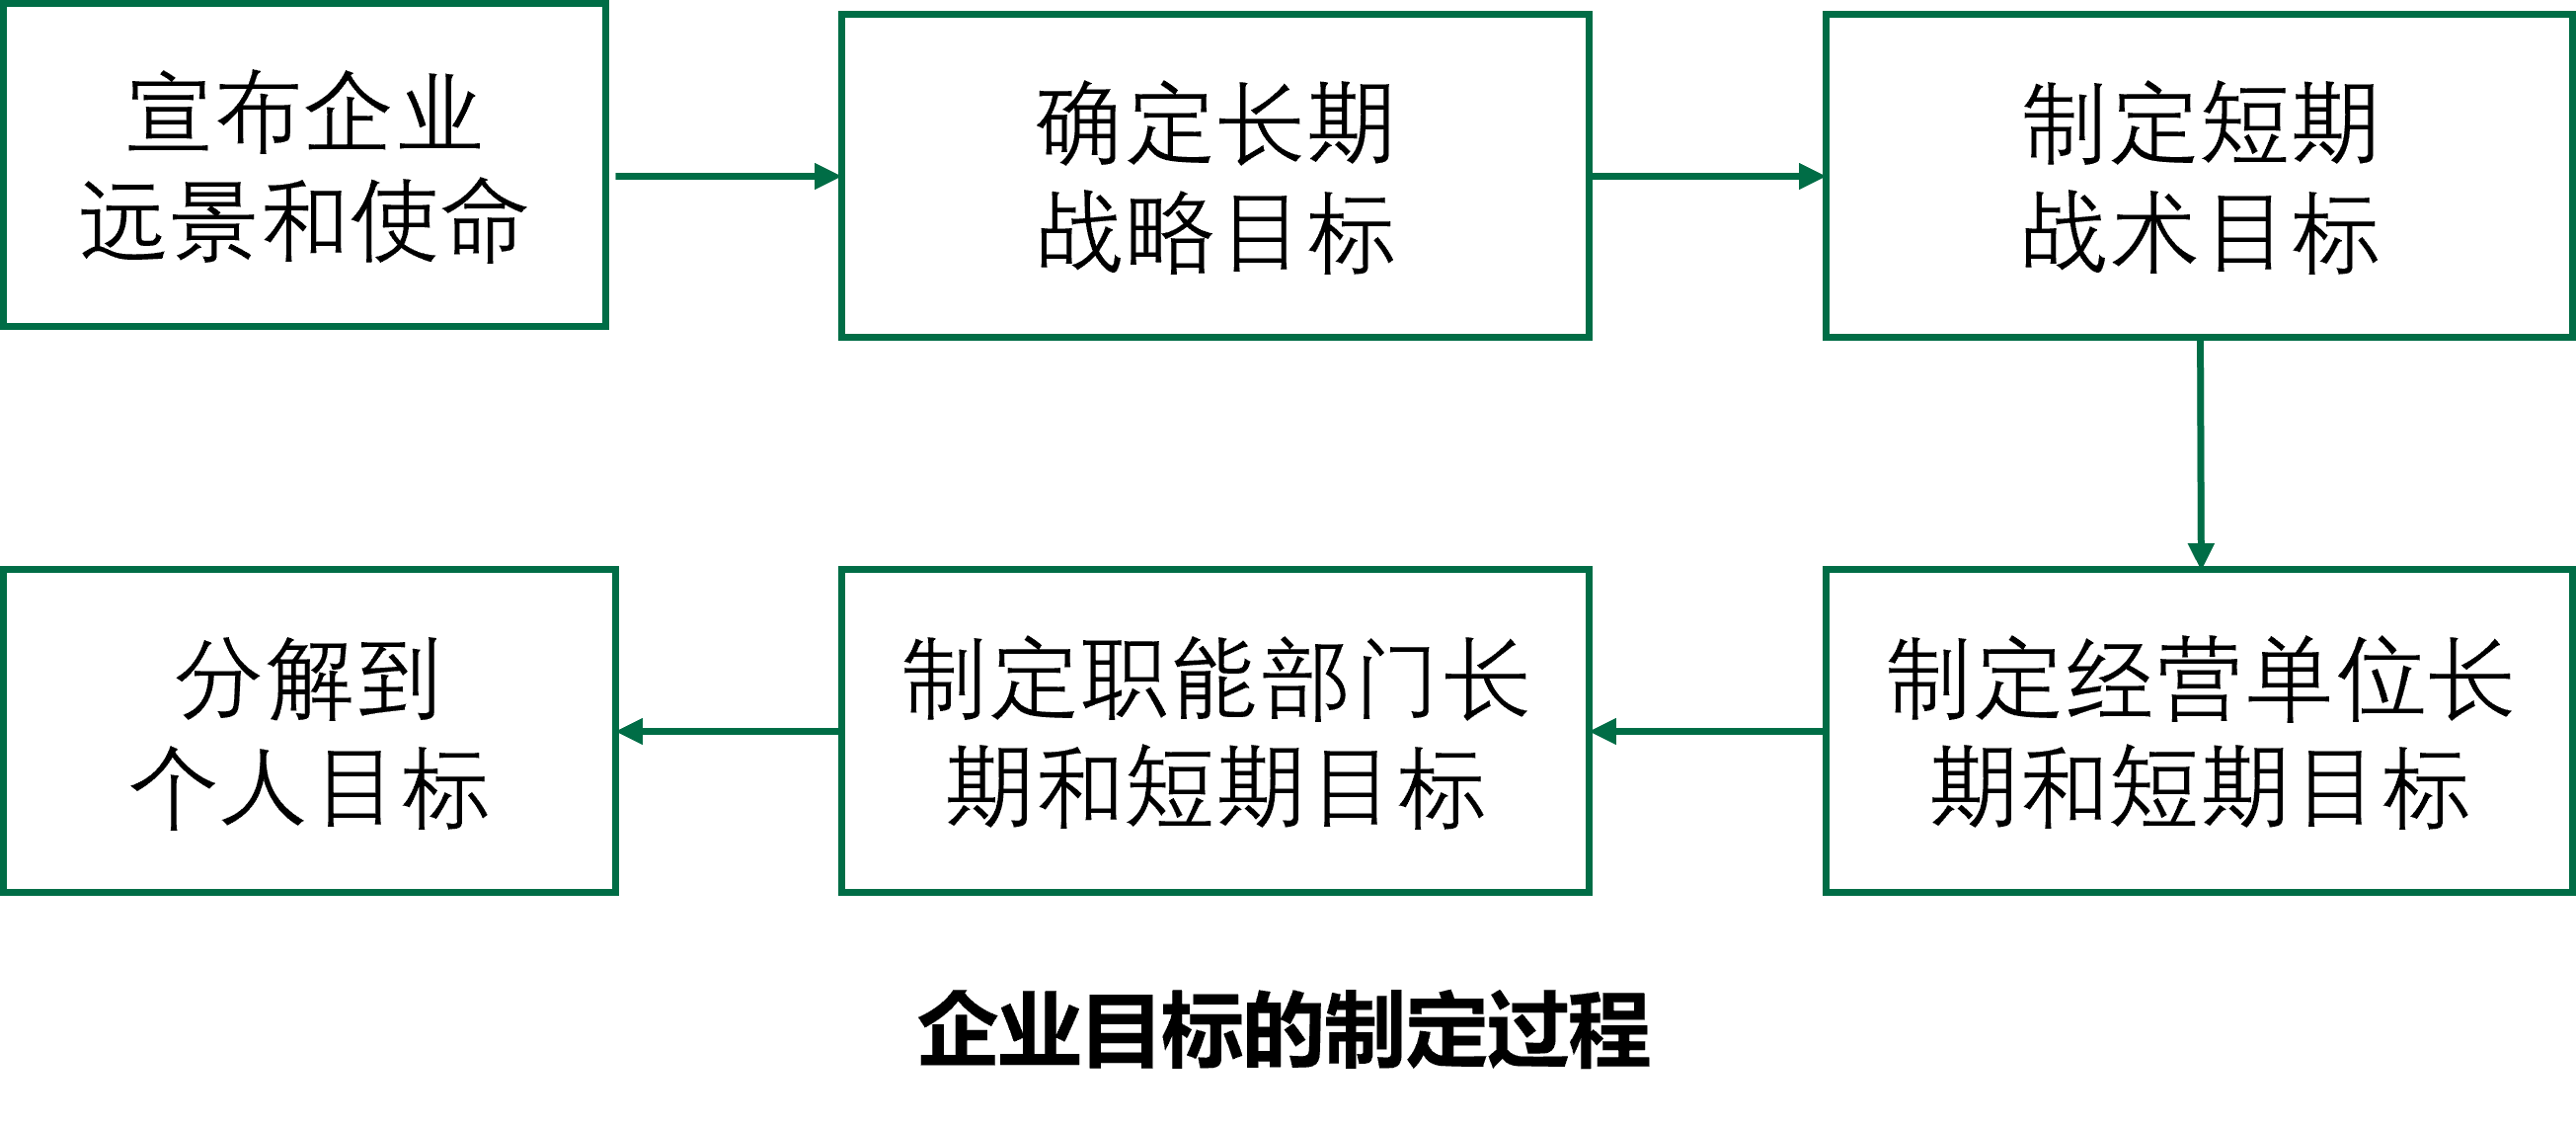 宣布企业
远景和使命
确定长期
战略目标
制定短期
战术目标
制定经营单位长
期和短期目标
制定职能部门长
期和短期目标
分解到
个人目标
企业目标的制定过程